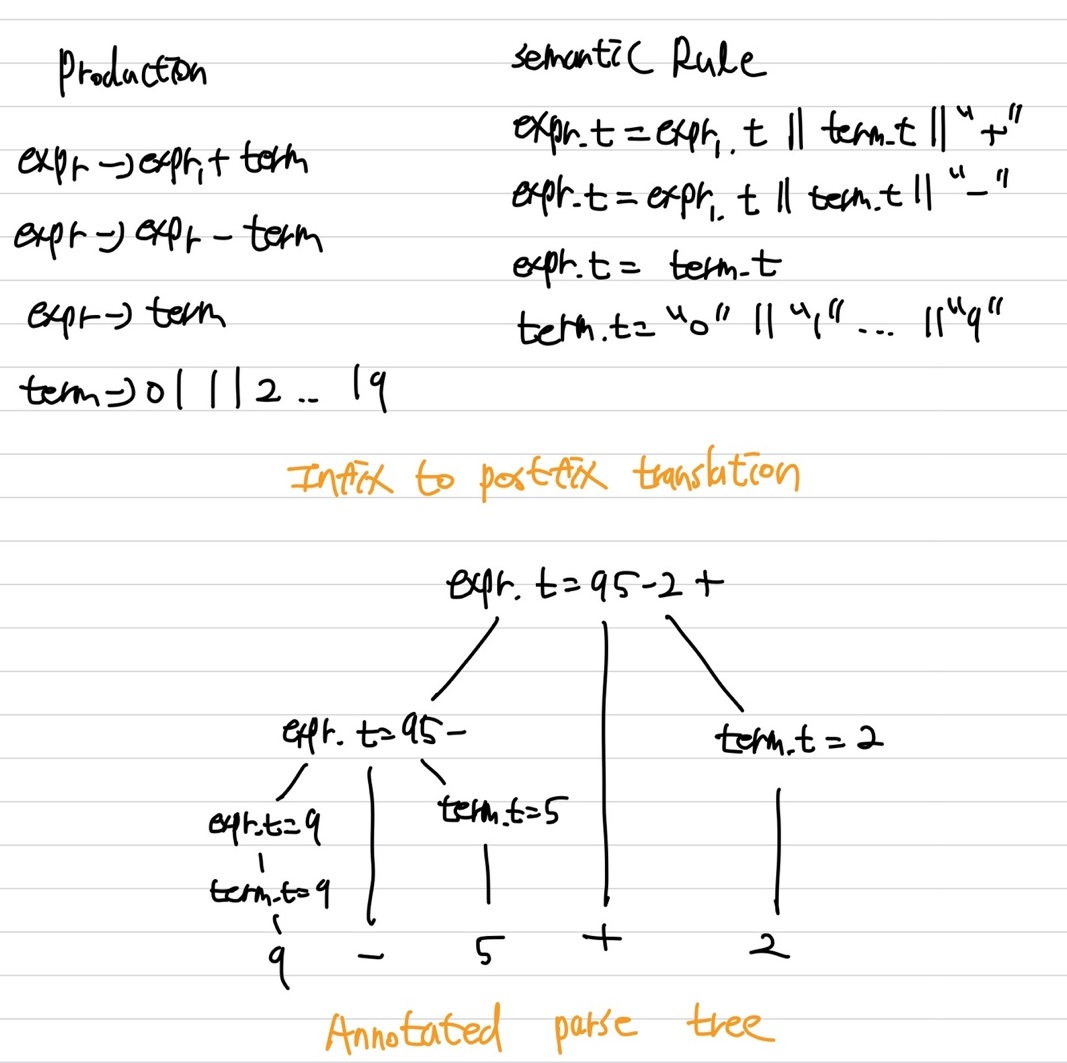 Production
semantic Rule
expr → expr₁ + term
expr.t = expr₁.t || term.t || "+"
expr → expr - term
expr.t = expr₁.t || term.t || "-"
expr → term
expr.t = term.t
term → 0 | 1 | 2 .. | 9
term.t = "0" || "1" ... || "9"
Infix to postfix translation
expr. t = 95-2+
expr. t = 95-
term.t = 2
expr.t = 9
term.t = 5
term.t = 9
9 - 5 + 2
Annotated parse tree